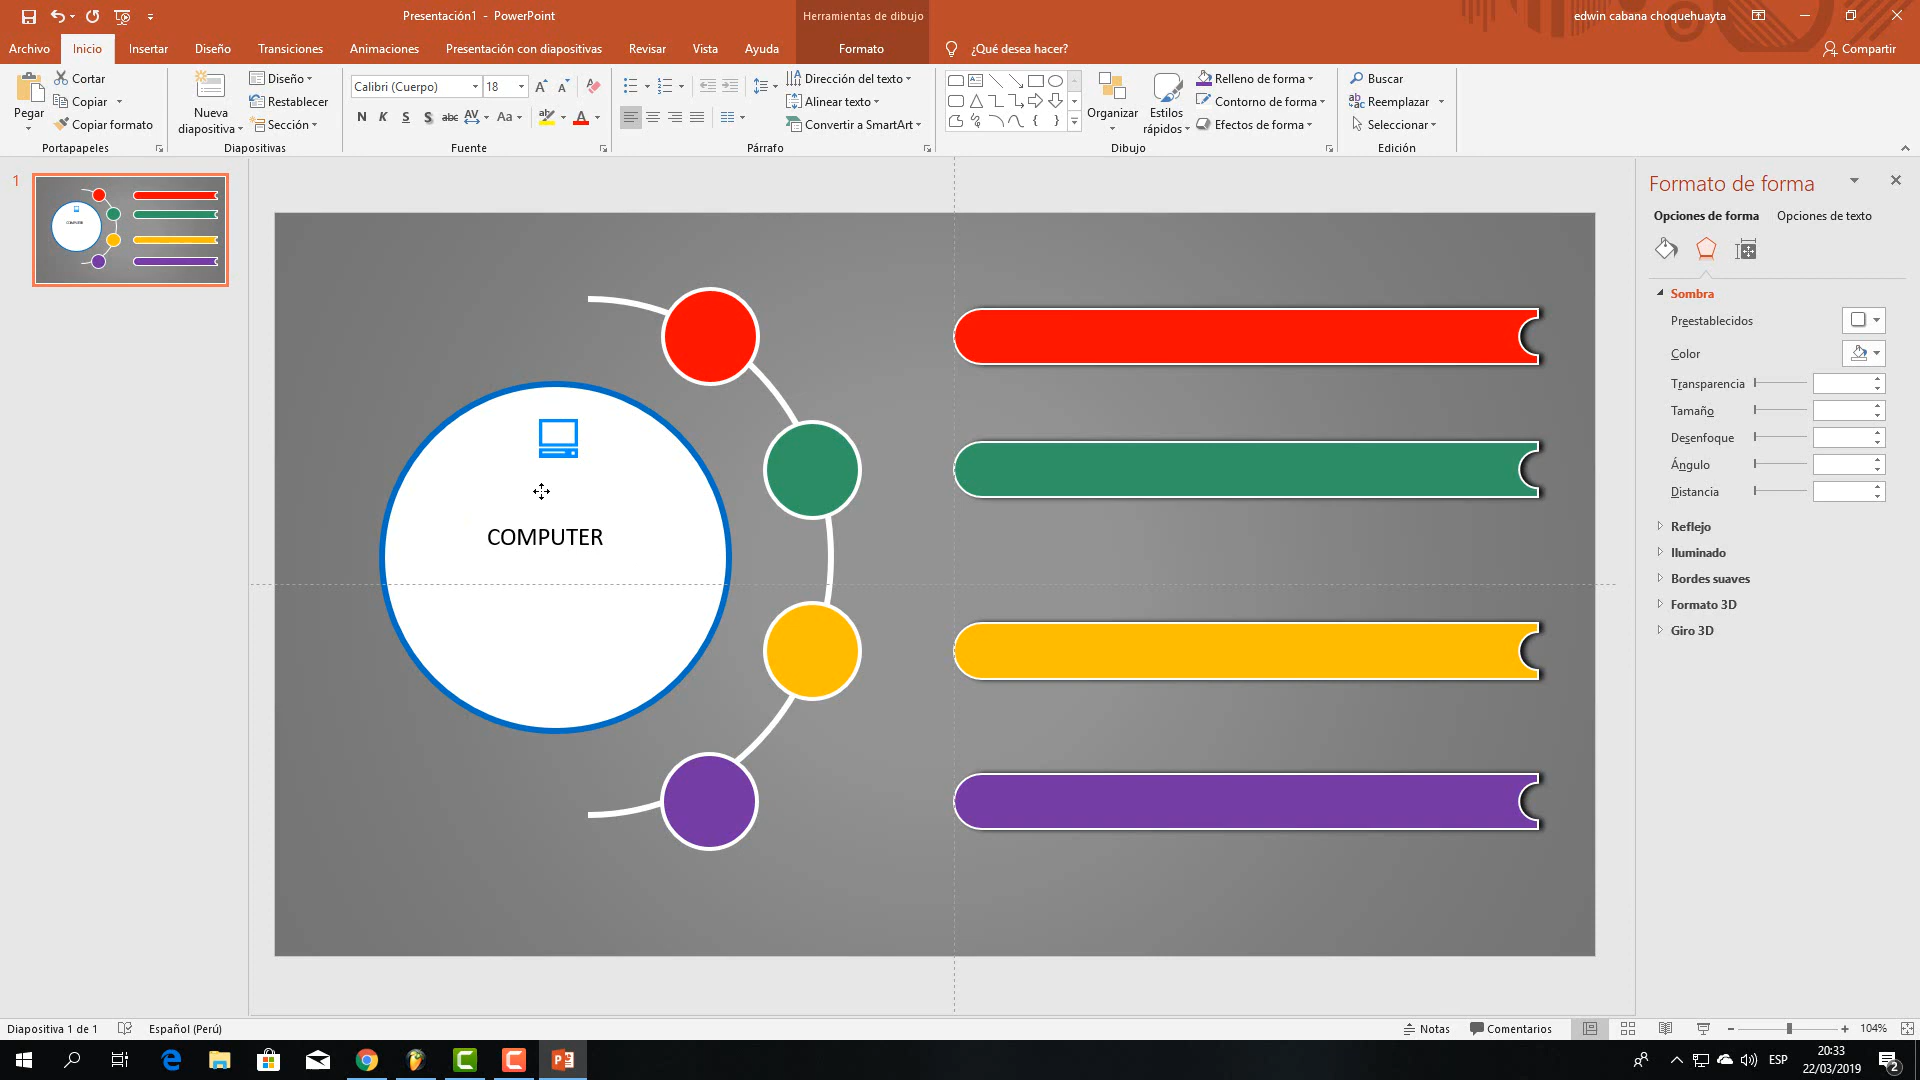 Presentación1 - PowerPoint
Herramientas de dibujo
edwin cabana choquehuayta
Archivo
Inicio
Insertar
Diseño
Transiciones
Animaciones
Presentación con diapositivas
Revisar
Vista
Ayuda
Formato
¿Qué desea hacer?
Compartir
Pegar
Cortar
Copiar
Copiar formato
Portapapeles
Nueva
diapositiva
Diseño
Restablecer
Sección
Diapositivas
Calibri (Cuerpo)
18
N K S S abc AV Aa A
Fuente
Dirección del texto
Alinear texto
Convertir a SmartArt
Párrafo
Organizar
Estilos
rápidos
Relleno de forma
Contorno de forma
Efectos de forma
Dibujo
Buscar
Reemplazar
Seleccionar
Edición
1
COMPUTER
COMPUTER
Formato de forma
Opciones de forma
Opciones de texto
Sombra
Preestablecidos
Color
Transparencia
Tamaño
Desenfoque
Ángulo
Distancia
Reflejo
Iluminado
Bordes suaves
Formato 3D
Giro 3D
Diapositiva 1 de 1
Español (Perú)
Notas
Comentarios
104%
ESP
20:33
22/03/2019
2